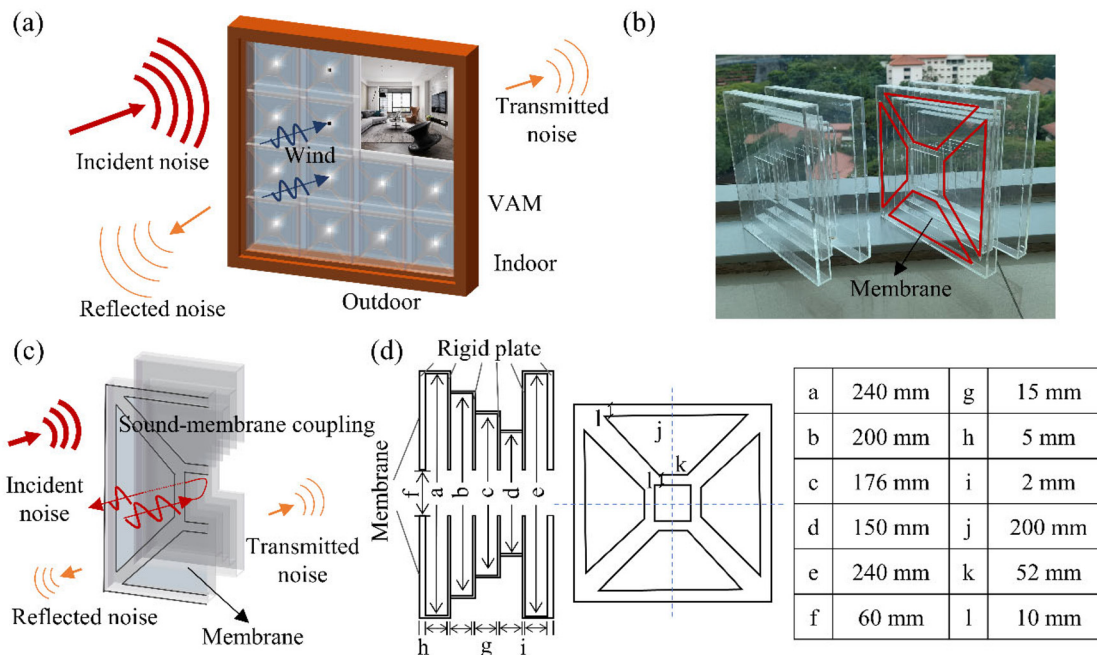 (a)
Incident noise
Wind
Transmitted
noise
VAM
Indoor
Reflected noise
Outdoor
(b)
Membrane
(c)
Sound-membrane coupling
Incident
noise
Transmitted
noise
Reflected noise
Membrane
(d)
Rigid plate
Membrane
f
a
b
c
d
e
h
g
i
l
j
k
l
a 240 mm g 15 mm
b 200 mm h 5 mm
c 176 mm i 2 mm
d 150 mm j 200 mm
e 240 mm k 52 mm
f 60 mm l 10 mm